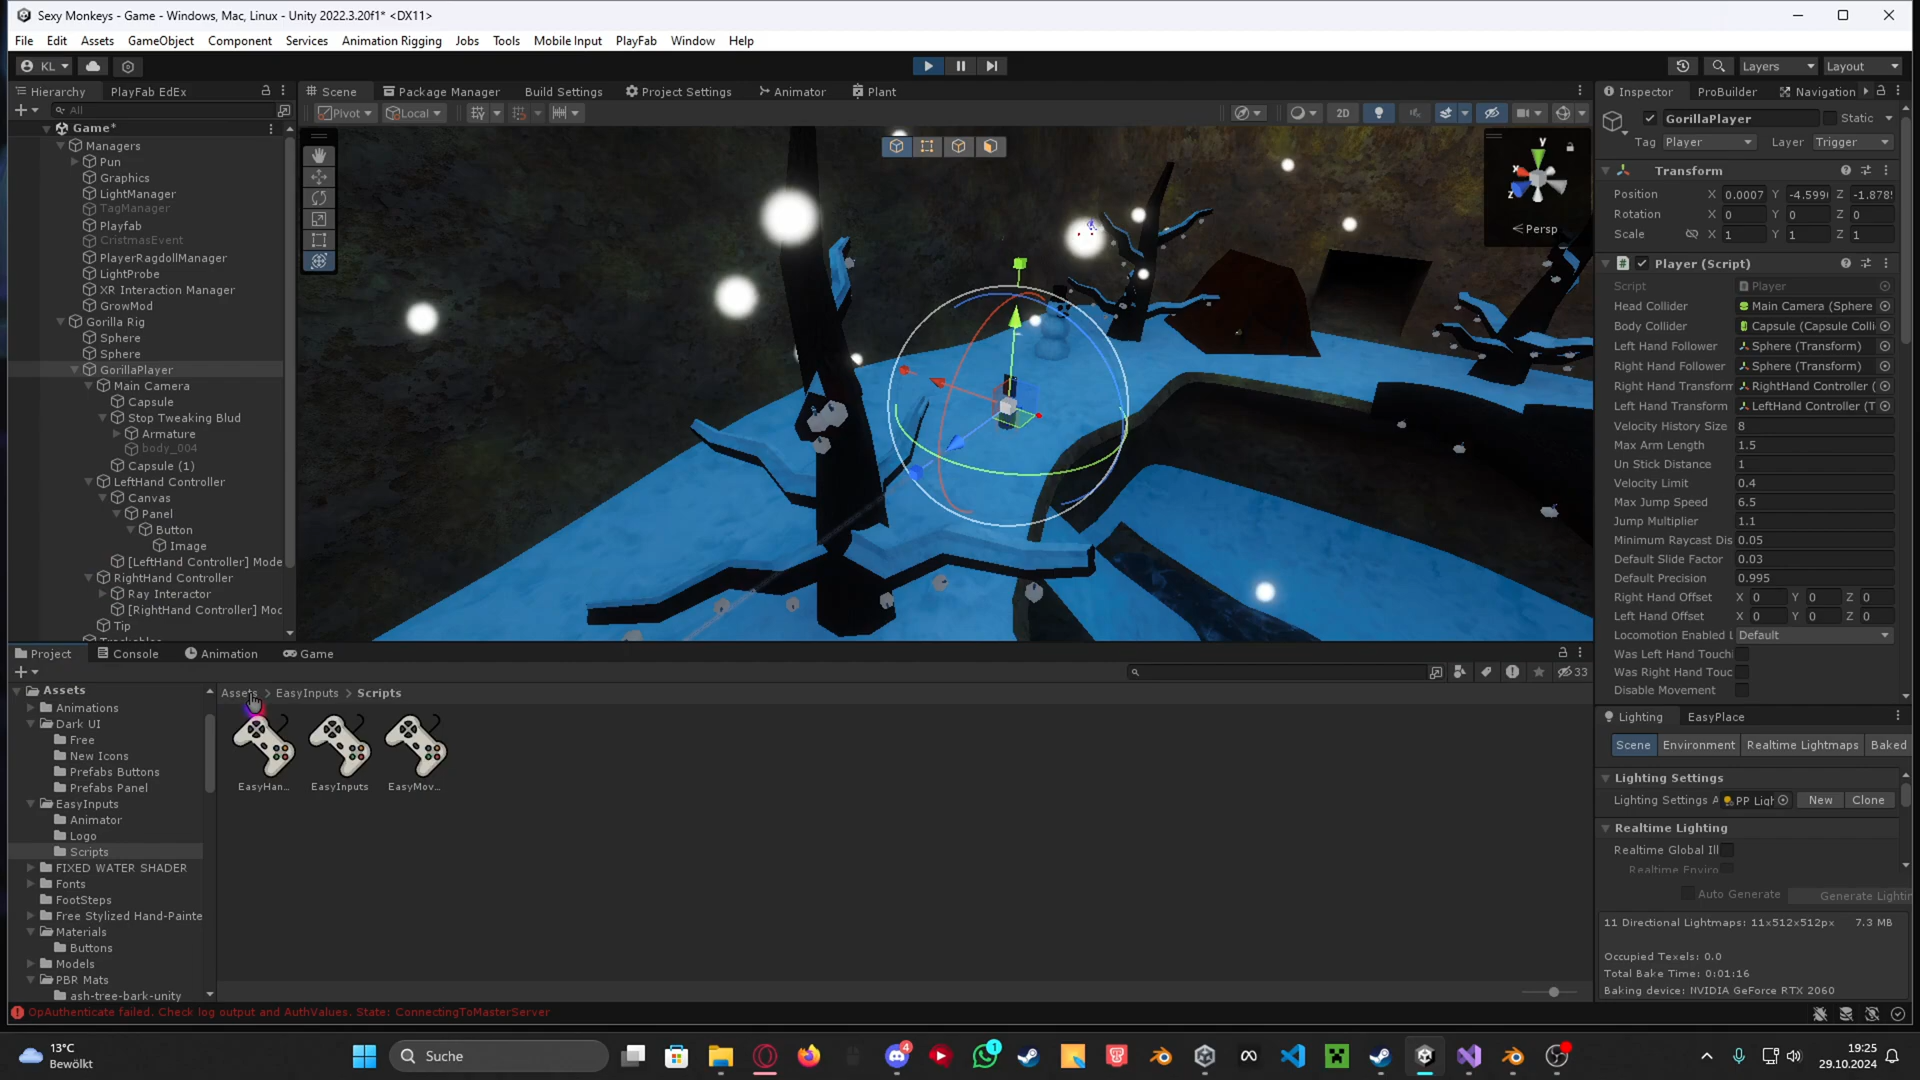 Sexy Monkeys - Game - Windows, Mac, Linux - Unity 2022.3.20f1* <DX11>
File Edit Assets GameObject Component Services Animation Rigging Jobs Tools Mobile Input PlayFab Window Help
KL Layers Layout
Hierarchy PlayFab EdEx
All
Game*
Managers
Pun
Graphics
LightManager
TagManager
Playfab
CristmasEvent
PlayerRagdollManager
LightProbe
XR Interaction Manager
GrowMod
Gorilla Rig
Sphere
Sphere
GorillaPlayer
Main Camera
Capsule
Stop Tweaking Blud
Armature
body_004
Capsule (1)
LeftHand Controller
Canvas
Panel
Button
Image
[LeftHand Controller] Mode
RightHand Controller
Ray Interactor
[RightHand Controller] Moc
Tip
Scene Package Manager Build Settings Project Settings Animator Plant
Pivot Local 2D
y
x
z
Persp
Inspector ProBuilder Navigation
GorillaPlayer Static
Tag Player Layer Trigger
Transform
Position X 0.0007 Y -4.599 Z -1.878
Rotation X 0 Y 0 Z 0
Scale X 1 Y 1 Z 1
Player (Script)
Script Player
Head Collider Main Camera (Sphere
Body Collider Capsule (Capsule Colli
Left Hand Follower Sphere (Transform)
Right Hand Follower Sphere (Transform)
Right Hand Transform RightHand Controller (
Left Hand Transform LeftHand Controller (T
Velocity History Size 8
Max Arm Length 1.5
Un Stick Distance 1
Velocity Limit 0.4
Max Jump Speed 6.5
Jump Multiplier 1.1
Minimum Raycast Dis 0.05
Default Slide Factor 0.03
Default Precision 0.995
Right Hand Offset X 0 Y 0 Z 0
Left Hand Offset X 0 Y 0 Z 0
Locomotion Enabled L Default
Was Left Hand Touchi
Was Right Hand Touc
Disable Movement
Project Console Animation Game
33
Assets
Animations
Dark UI
Free
New Icons
Prefabs Buttons
Prefabs Panel
EasyInputs
Animator
Logo
Scripts
FIXED WATER SHADER
Fonts
FootSteps
Free Stylized Hand-Painte
Materials
Buttons
Models
PBR Mats
ash-tree-bark-unity
Assets > EasyInputs > Scripts
EasyHan... EasyInputs EasyMov...
Lighting EasyPlace
Scene Environment Realtime Lightmaps Baked
Lighting Settings
Lighting Settings A PP Ligh New Clone
Realtime Lighting
Realtime Global Ill
Realtime Enviro
Auto Generate Generate Lightin
11 Directional Lightmaps: 11x512x512px 7.3 MB
Occupied Texels: 0.0
Total Bake Time: 0:01:16
Baking device: NVIDIA GeForce RTX 2060
OpAuthenticate failed. Check log output and AuthValues. State: ConnectingToMasterServer
13°C
Bewölkt
Suche
4
1
19:25
29.10.2024